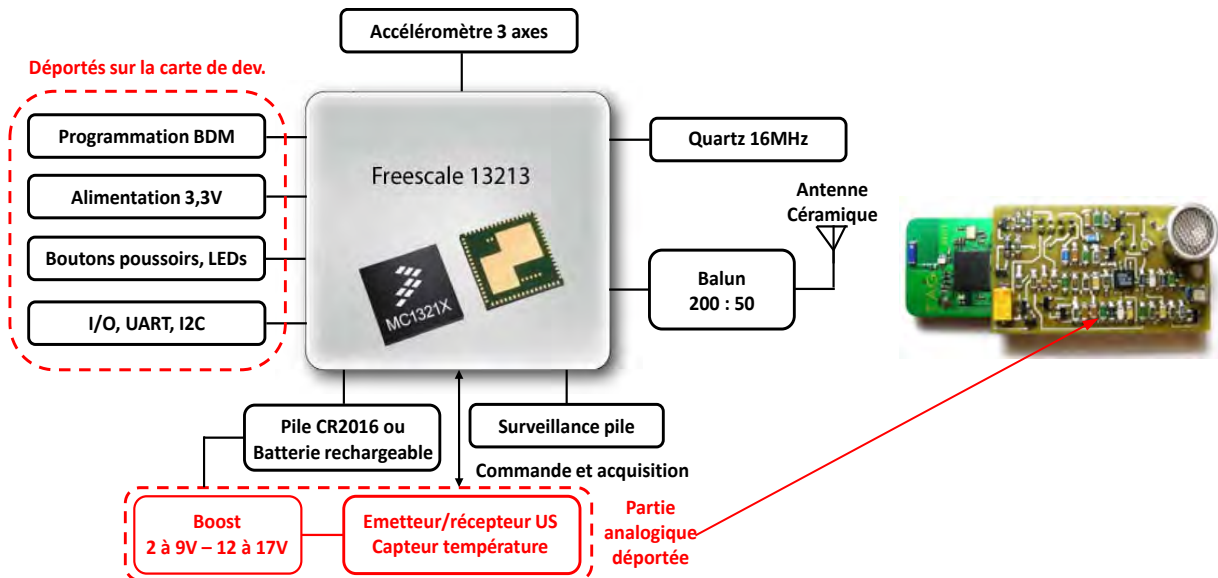 Accéléromètre 3 axes
Déportés sur la carte de dev.
Programmation BDM
Alimentation 3,3V
Boutons poussoirs, LEDs
I/O, UART, I2C
Freescale 13213
MC1321X
Quartz 16MHz
Antenne
Céramique
Balun
200 : 50
Pile CR2016 ou
Batterie rechargeable
Surveillance pile
Commande et acquisition
Boost
2 à 9V – 12 à 17V
Emetteur/récepteur US
Capteur température
Partie
analogique
déportée